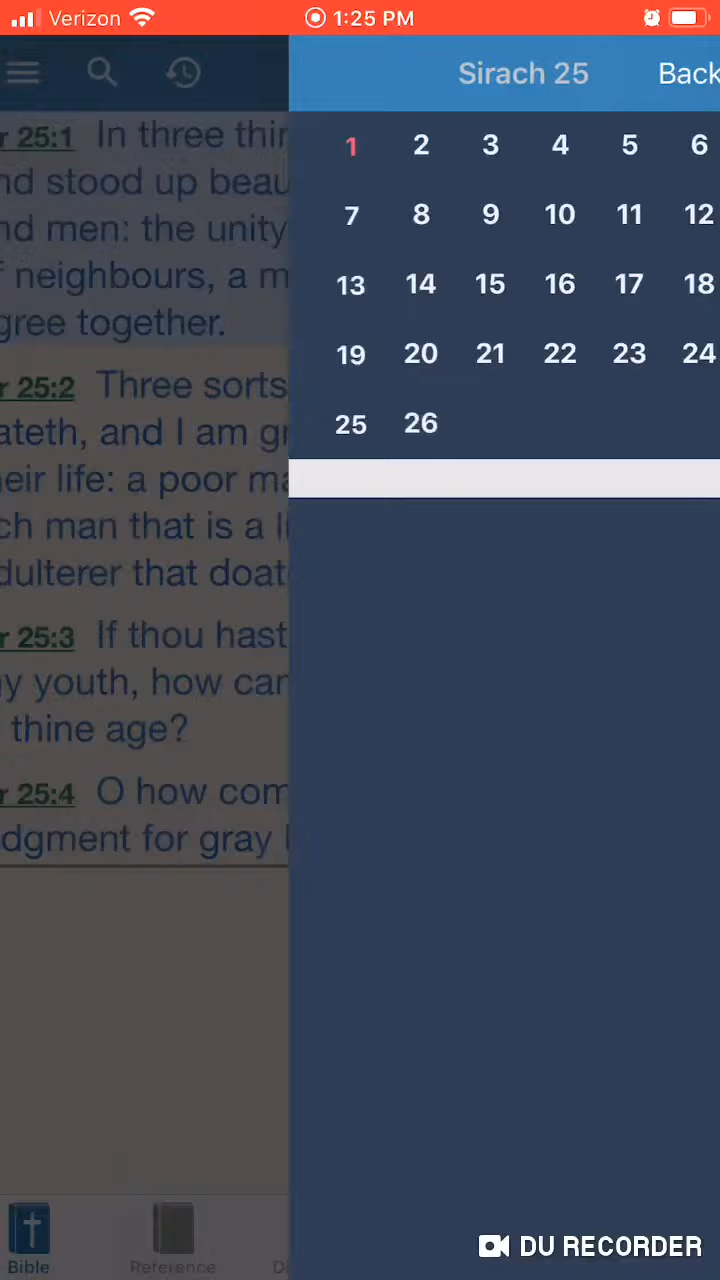 Verizon 1:25 PM
Sirach 25 Back
1 2 3 4 5 6
7 8 9 10 11 12
13 14 15 16 17 18
19 20 21 22 23 24
25 26
r 25:1 In three thin
nd stood up beau
nd men: the unity
f neighbours, a m
gree together.
r 25:2 Three sorts
ateth, and I am gr
eir life: a poor ma
ch man that is a li
dulterer that doat
r 25:3 If thou hast
y youth, how can
thine age?
r 25:4 O how com
dgment for gray
Bible Reference Di
DU RECORDER